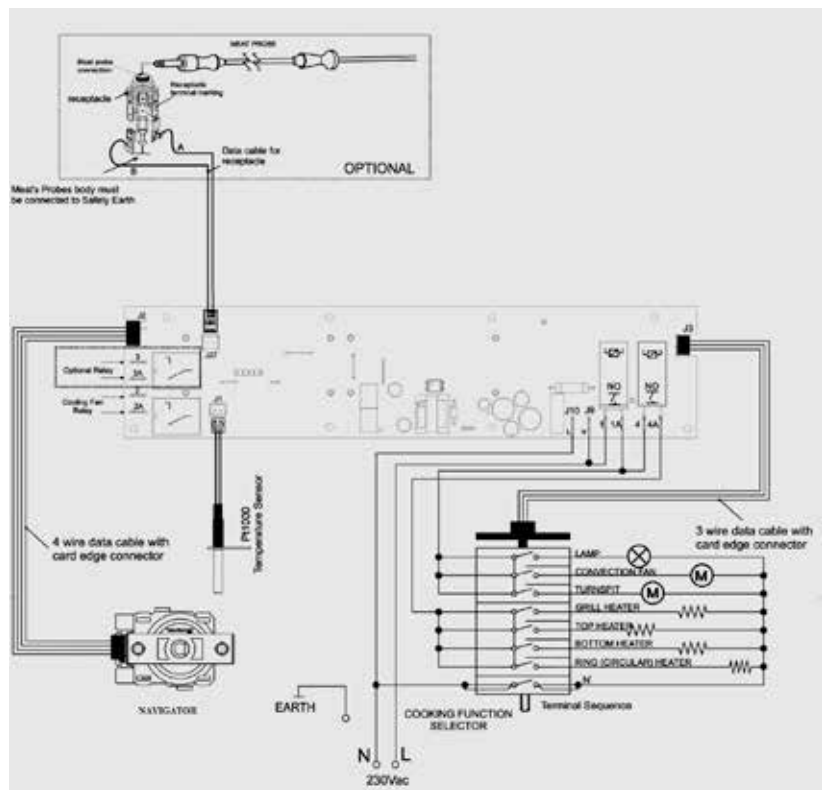 MEAT PROBE
Meat probe
connection
Receptacle
terminal marking
receptacle
A
B
Data cable for
receptacle
OPTIONAL
Meat's Probes body must
be connected to Safety Earth
J2
J3
3
Optional Relay
3A
Cooling Fan
Relay
2A
NO
NO
J10
J9
1A
4
4A
Pt1000
Temperature Sensor
4 wire data cable with
card edge connector
3 wire data cable with
card edge connector
LAMP
CONVECTION FAN
M
TURNSPIT
M
GRILL HEATER
TOP HEATER
BOTTOM HEATER
RING (CIRCULAR) HEATER
N'
NAVIGATOR
EARTH
COOKING FUNCTION
SELECTOR
Terminal Sequence
N
L
230Vac